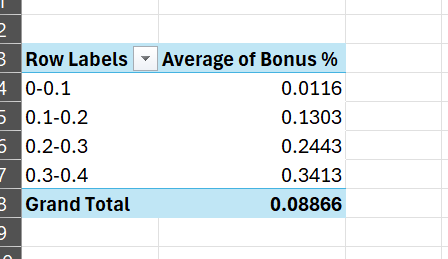 2
3 Row Labels Average of Bonus %
4 0-0.1 0.0116
5 0.1-0.2 0.1303
6 0.2-0.3 0.2443
7 0.3-0.4 0.3413
8 Grand Total 0.08866
9